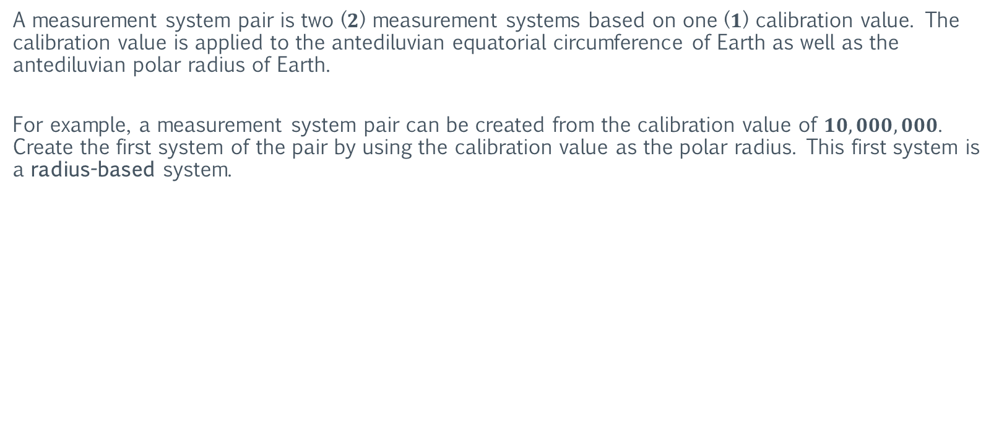 A measurement system pair is two (2) measurement systems based on one (1) calibration value. The
calibration value is applied to the antediluvian equatorial circumference of Earth as well as the
antediluvian polar radius of Earth.
For example, a measurement system pair can be created from the calibration value of 10,000,000.
Create the first system of the pair by using the calibration value as the polar radius. This first system is
a radius-based system.